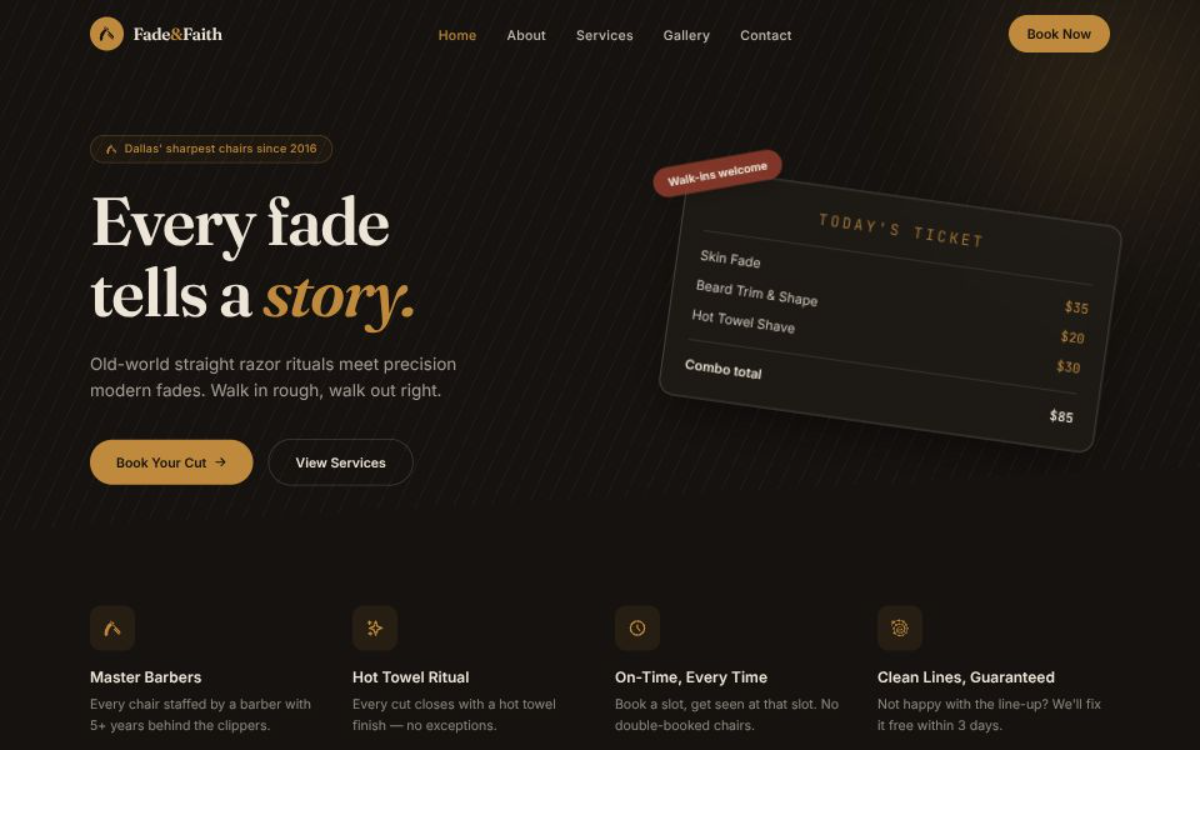 Fade&Faith
Home About Services Gallery Contact
Book Now
Dallas' sharpest chairs since 2016
Every fade
tells a story.
Old-world straight razor rituals meet precision
modern fades. Walk in rough, walk out right.
Book Your Cut →
View Services
Walk-ins welcome
TODAY'S TICKET
Skin Fade $35
Beard Trim & Shape $20
Hot Towel Shave $30
Combo total $85
Master Barbers
Every chair staffed by a barber with
5+ years behind the clippers.
Hot Towel Ritual
Every cut closes with a hot towel
finish — no exceptions.
On-Time, Every Time
Book a slot, get seen at that slot. No
double-booked chairs.
Clean Lines, Guaranteed
Not happy with the line-up? We'll fix
it free within 3 days.